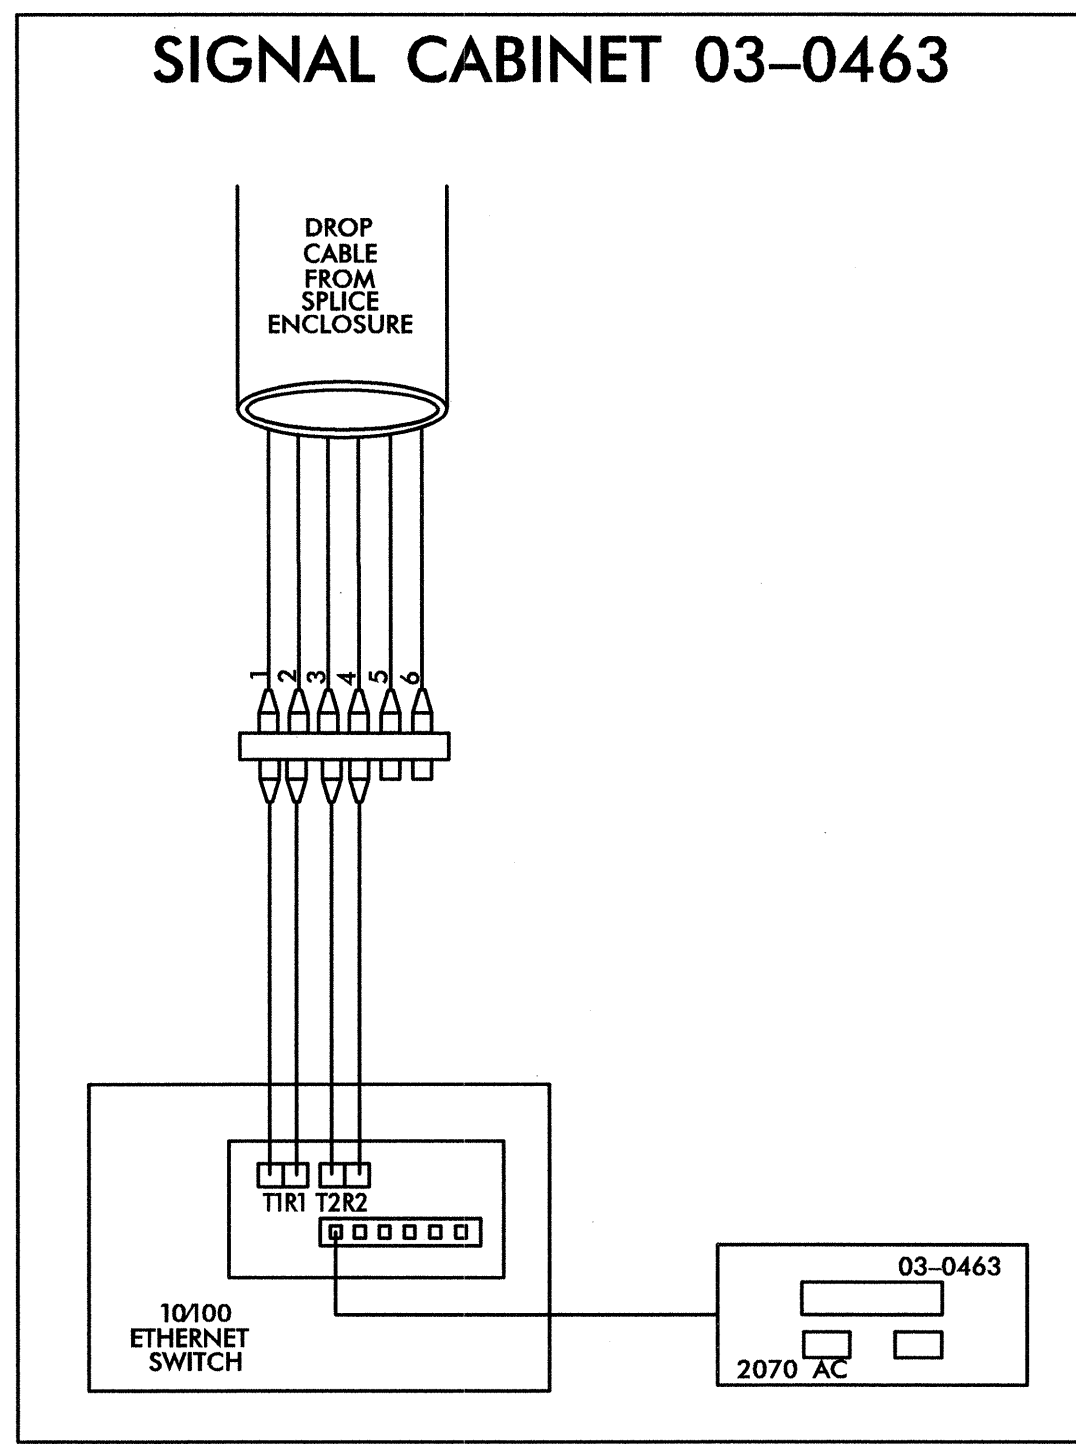 SIGNAL CABINET 03-0463
DROP
CABLE
FROM
SPLICE
ENCLOSURE
1 2 3 4 5 6
T1R1 T2R2
10/100
ETHERNET
SWITCH
03-0463
2070 AC